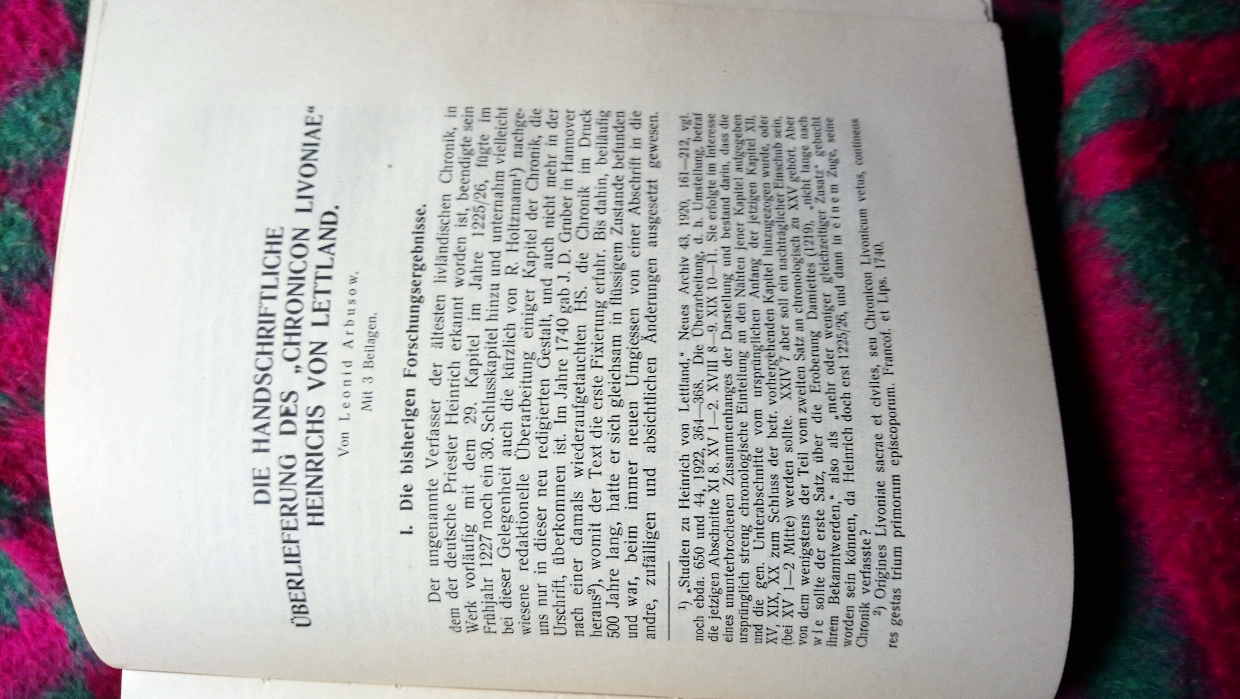 DIE HANDSCHRIFTLICHE
ÜBERLIEFERUNG DES „CHRONICON LIVONIAE“
HEINRICHS VON LETTLAND.
Von Leonid Arbusow.
Mit 3 Beilagen.
I. Die bisherigen Forschungsergebnisse.
Der ungenannte Verfasser der ältesten livländischen Chronik, in
dem der deutsche Priester Heinrich erkannt worden ist, beendigte sein
Werk vorläufig mit dem 29. Kapitel im Jahre 1225/26, fügte im
Frühjahr 1227 noch ein 30. Schlusskapitel hinzu und unternahm vielleicht
bei dieser Gelegenheit auch die kürzlich von R. Holtzmann¹) nachge-
wiesene redaktionelle Überarbeitung einiger Kapitel der Chronik, die
uns nur in dieser neu redigierten Gestalt, und auch nicht mehr in der
Urschrift, überkommen ist. Im Jahre 1740 gab J. D. Gruber in Hannover
nach einer damals wiederaufgetauchten HS. die Chronik im Druck
heraus²), womit der Text die erste Fixierung erfuhr. Bis dahin, beiläufig
500 Jahre lang, hatte er sich gleichsam in flüssigem Zustande befunden
und war, beim immer neuen Umgiessen von einer Abschrift in die
andre, zufälligen und absichtlichen Änderungen ausgesetzt gewesen.
¹) „Studien zu Heinrich von Lettland,“ Neues Archiv 43, 1920, 161—212, vgl.
noch ebda. 650 und 44, 1922, 364—368. Die Überarbeitung, d. h. Umstellung, betraf
die jetzigen Abschnitte XI 8. XV 1—2. XVIII 8—9. XIX 10—11. Sie erfolgte im Interesse
eines ununterbrochenen Zusammenhanges der Darstellung und bestand darin, dass die
ursprünglich streng chronologische Einteilung an den Nähten jener Kapitel aufgegeben
und die gen. Unterabschnitte vom ursprünglichen Anfang der jetzigen Kapitel XII,
XV, XIX, XX zum Schluss der betr. vorhergehenden Kapitel hinzugezogen wurde, oder
(bei XV 1—2 Mitte) werden sollte. XXIV 7 aber soll ein nachträglicher Einschub sein,
von dem wenigstens der Teil vom zweiten Satz an chronologisch zu XXV gehört. Aber
wie sollte der erste Satz, über die Eroberung Damiettes (1219), „nicht lange nach
ihrem Bekanntwerden,“ also als „mehr oder weniger gleichzeitiger Zusatz“ gebucht
worden sein können, da Heinrich doch erst 1225/26, und dann in einem Zuge, seine
Chronik verfasste?
²) Origines Livoniae sacrae et civiles, seu Chronicon Livonicum vetus, continens
res gestas trium primorum episcoporum. Francof. et Lips. 1740.